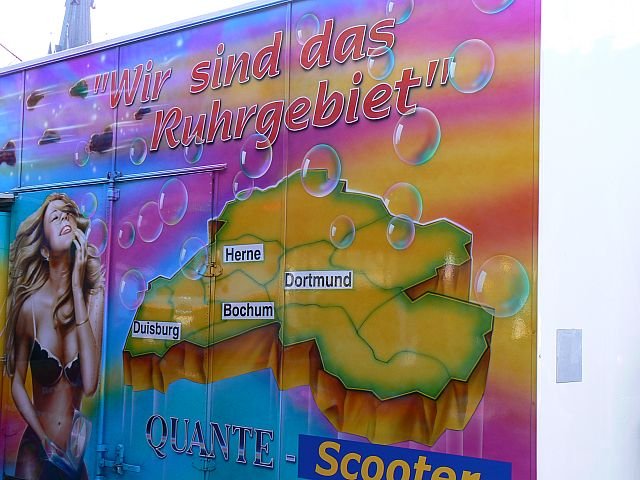 "Wir sind das
Ruhrgebiet"
Herne
Dortmund
Bochum
Duisburg
QUANTE - Scooter